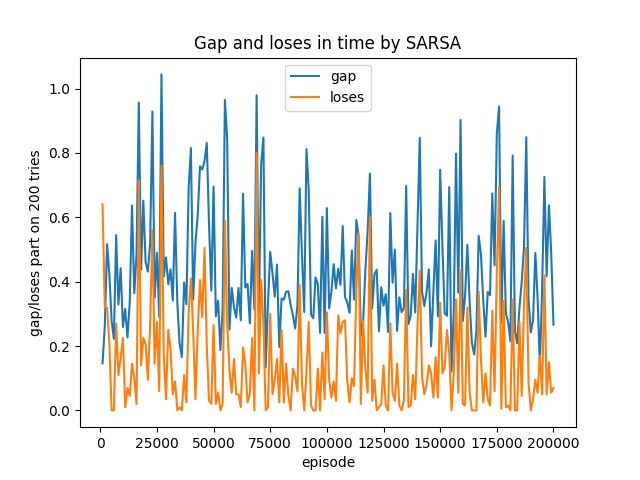 Gap and loses in time by SARSA
gap
loses
gap/loses part on 200 tries
1.0
0.8
0.6
0.4
0.2
0.0
0 25000 50000 75000 100000 125000 150000 175000 200000
episode